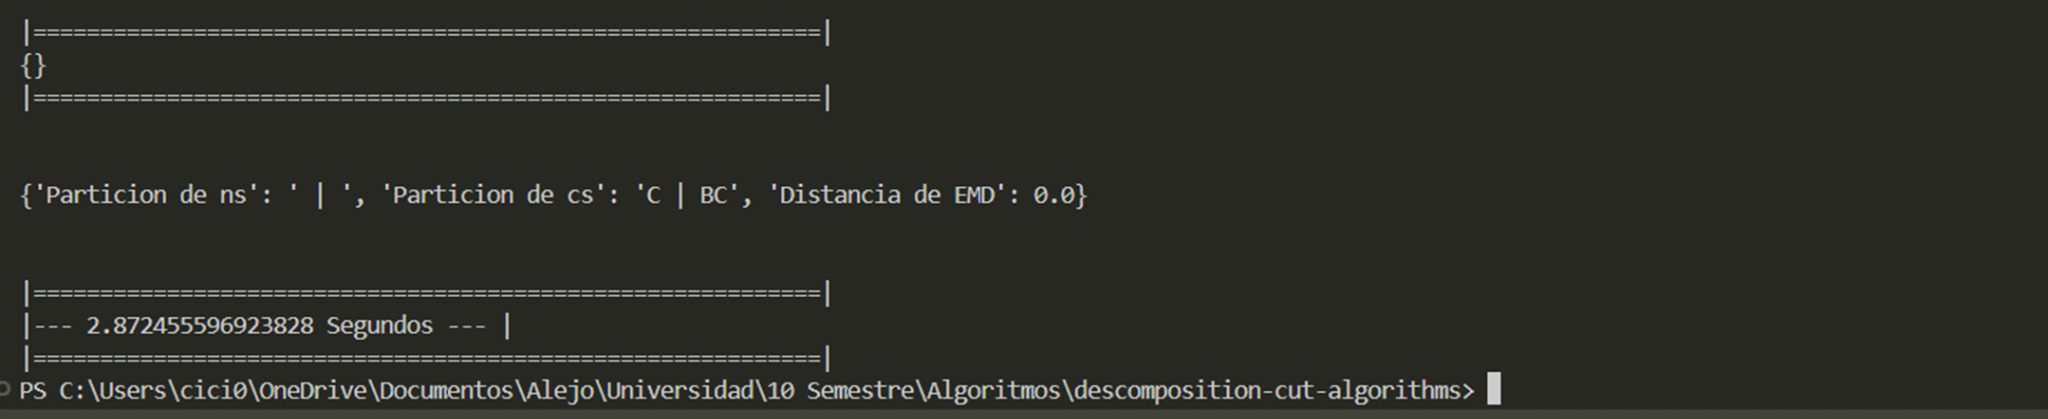 |============================================================|
{}
|============================================================|
{'Particion de ns': ' | ', 'Particion de cs': 'C | BC', 'Distancia de EMD': 0.0}
|============================================================|
|--- 2.872455596923828 Segundos --- |
|============================================================|
PS C:\Users\cici0\OneDrive\Documentos\Alejo\Universidad\10 Semestre\Algoritmos\descomposition-cut-algorithms>